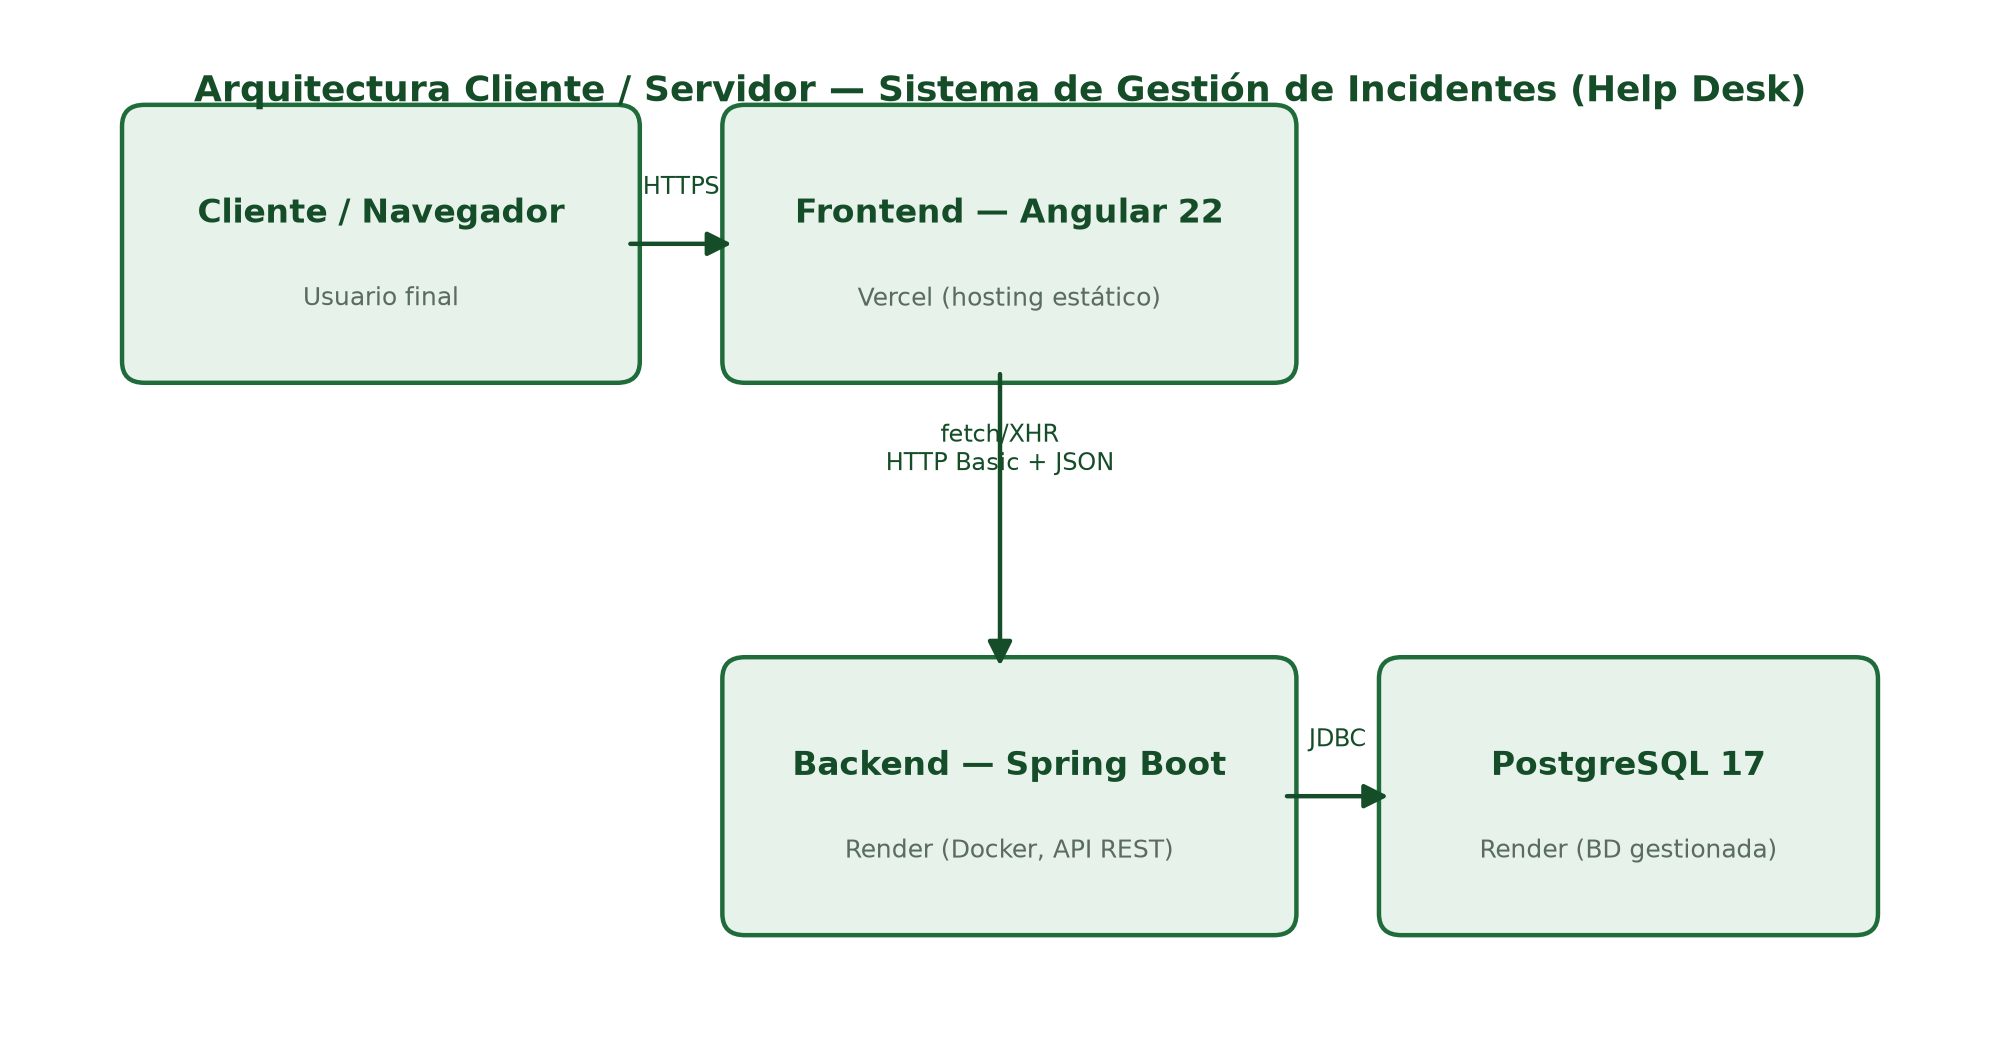 Arquitectura Cliente / Servidor — Sistema de Gestión de Incidentes (Help Desk)
Cliente / Navegador
Usuario final
HTTPS
Frontend — Angular 22
Vercel (hosting estático)
fetch/XHR
HTTP Basic + JSON
Backend — Spring Boot
Render (Docker, API REST)
JDBC
PostgreSQL 17
Render (BD gestionada)